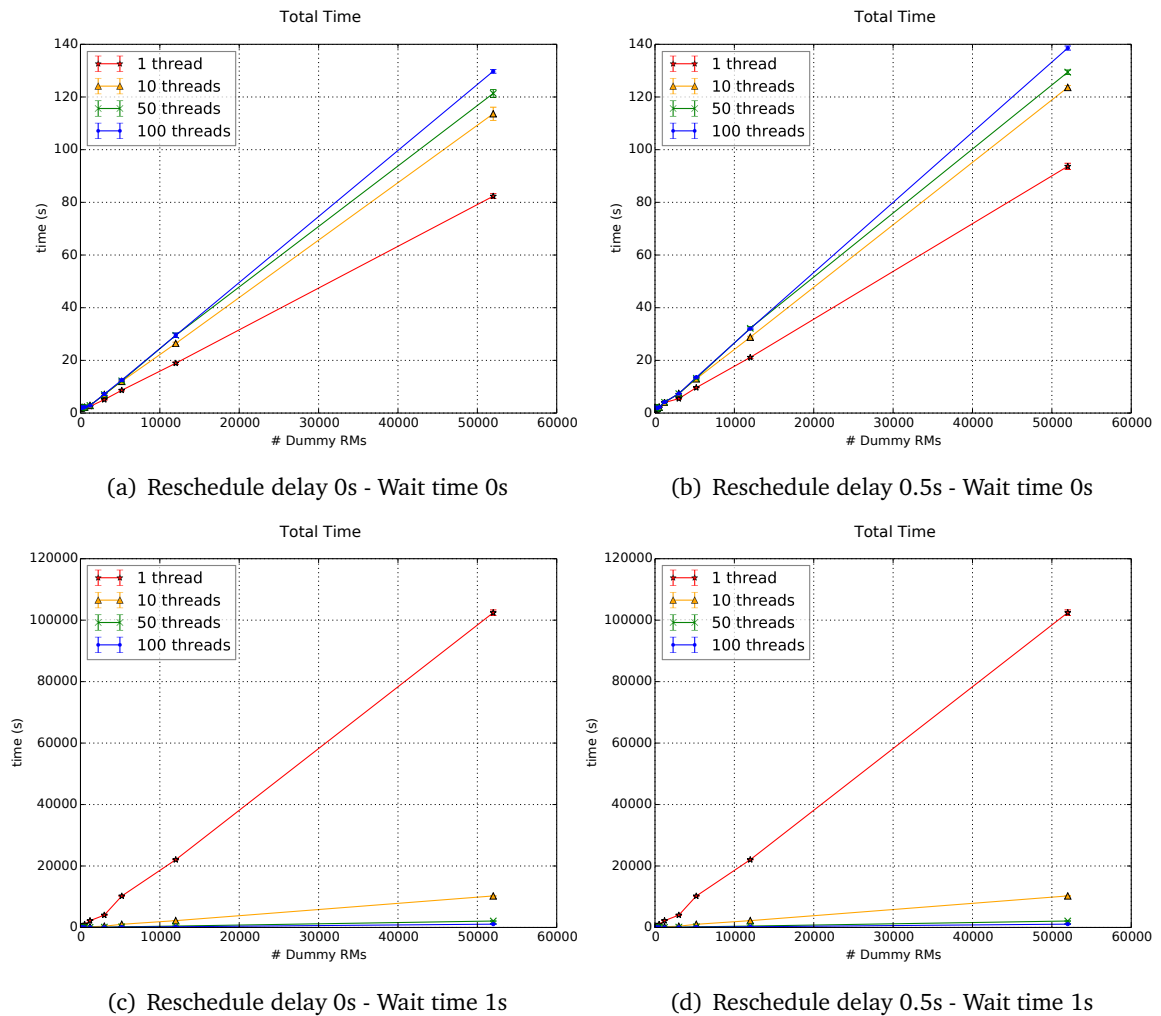 Total Time
140
120
100
80
60
40
20
0
time (s)
1 thread
10 threads
50 threads
100 threads
0 10000 20000 30000 40000 50000 60000
# Dummy RMs
(a) Reschedule delay 0s - Wait time 0s
Total Time
140
120
100
80
60
40
20
0
time (s)
1 thread
10 threads
50 threads
100 threads
0 10000 20000 30000 40000 50000 60000
# Dummy RMs
(b) Reschedule delay 0.5s - Wait time 0s
Total Time
120000
100000
80000
60000
40000
20000
0
time (s)
1 thread
10 threads
50 threads
100 threads
0 10000 20000 30000 40000 50000 60000
# Dummy RMs
(c) Reschedule delay 0s - Wait time 1s
Total Time
120000
100000
80000
60000
40000
20000
0
time (s)
1 thread
10 threads
50 threads
100 threads
0 10000 20000 30000 40000 50000 60000
# Dummy RMs
(d) Reschedule delay 0.5s - Wait time 1s